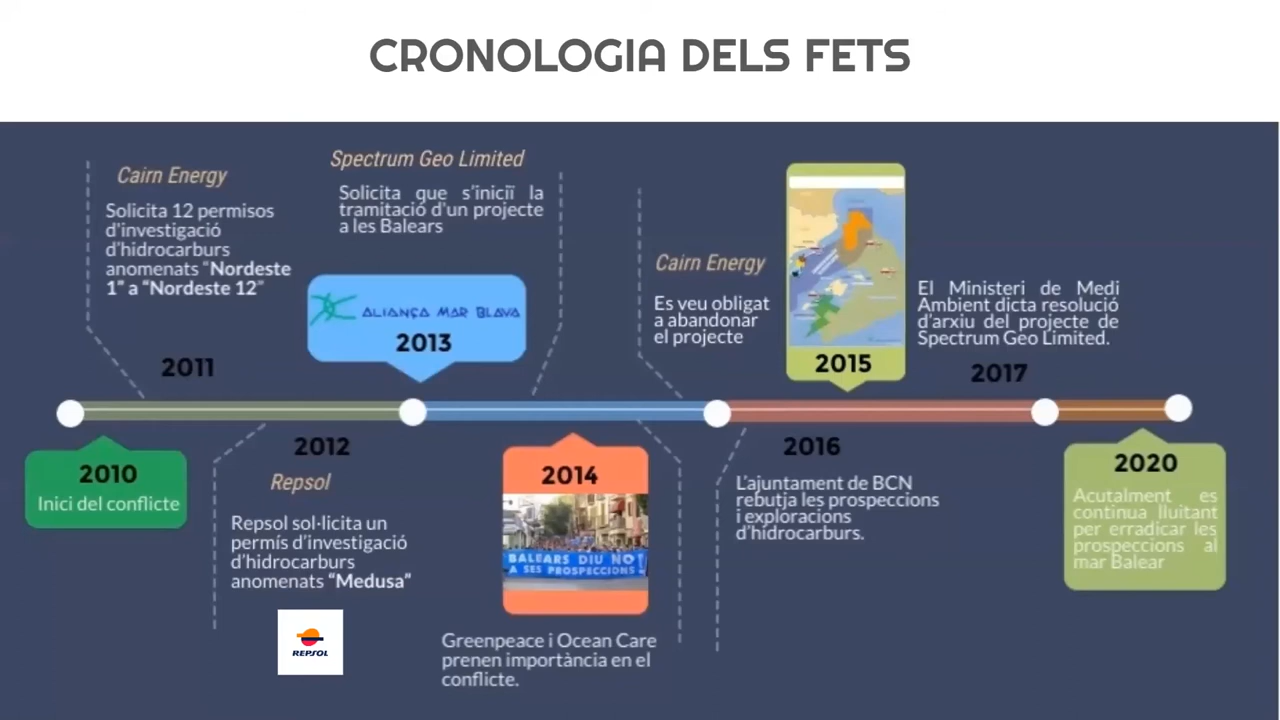 CRONOLOGIA DELS FETS
Cairn Energy
Solicita 12 permisos
d'investigació
d'hidrocarburs
anomenats "Nordeste
1" a "Nordeste 12"
2011
Spectrum Geo Limited
Solicita que s'iniciï la
tramitació d'un projecte
a les Balears
ALIANÇA MAR BLAVA
2013
Cairn Energy
Es veu obligat
a abandonar
el projecte
2015
El Ministeri de Medi
Ambient dicta resolució
d'arxiu del projecte de
Spectrum Geo Limited.
2017
2010
Inici del conflicte
2012
Repsol
Repsol sol·licita un
permís d'investigació
d'hidrocarburs
anomenats "Medusa"
REPSOL
2014
BALEARS DIU NO!
A SES PROSPECCIONS
Greenpeace i Ocean Care
prenen importància en el
conflicte.
2016
L'ajuntament de BCN
rebutja les prospeccions
i exploracions
d'hidrocarburs.
2020
Acutalment es
continua lluitant
per erradicar les
prospeccions al
mar Balear